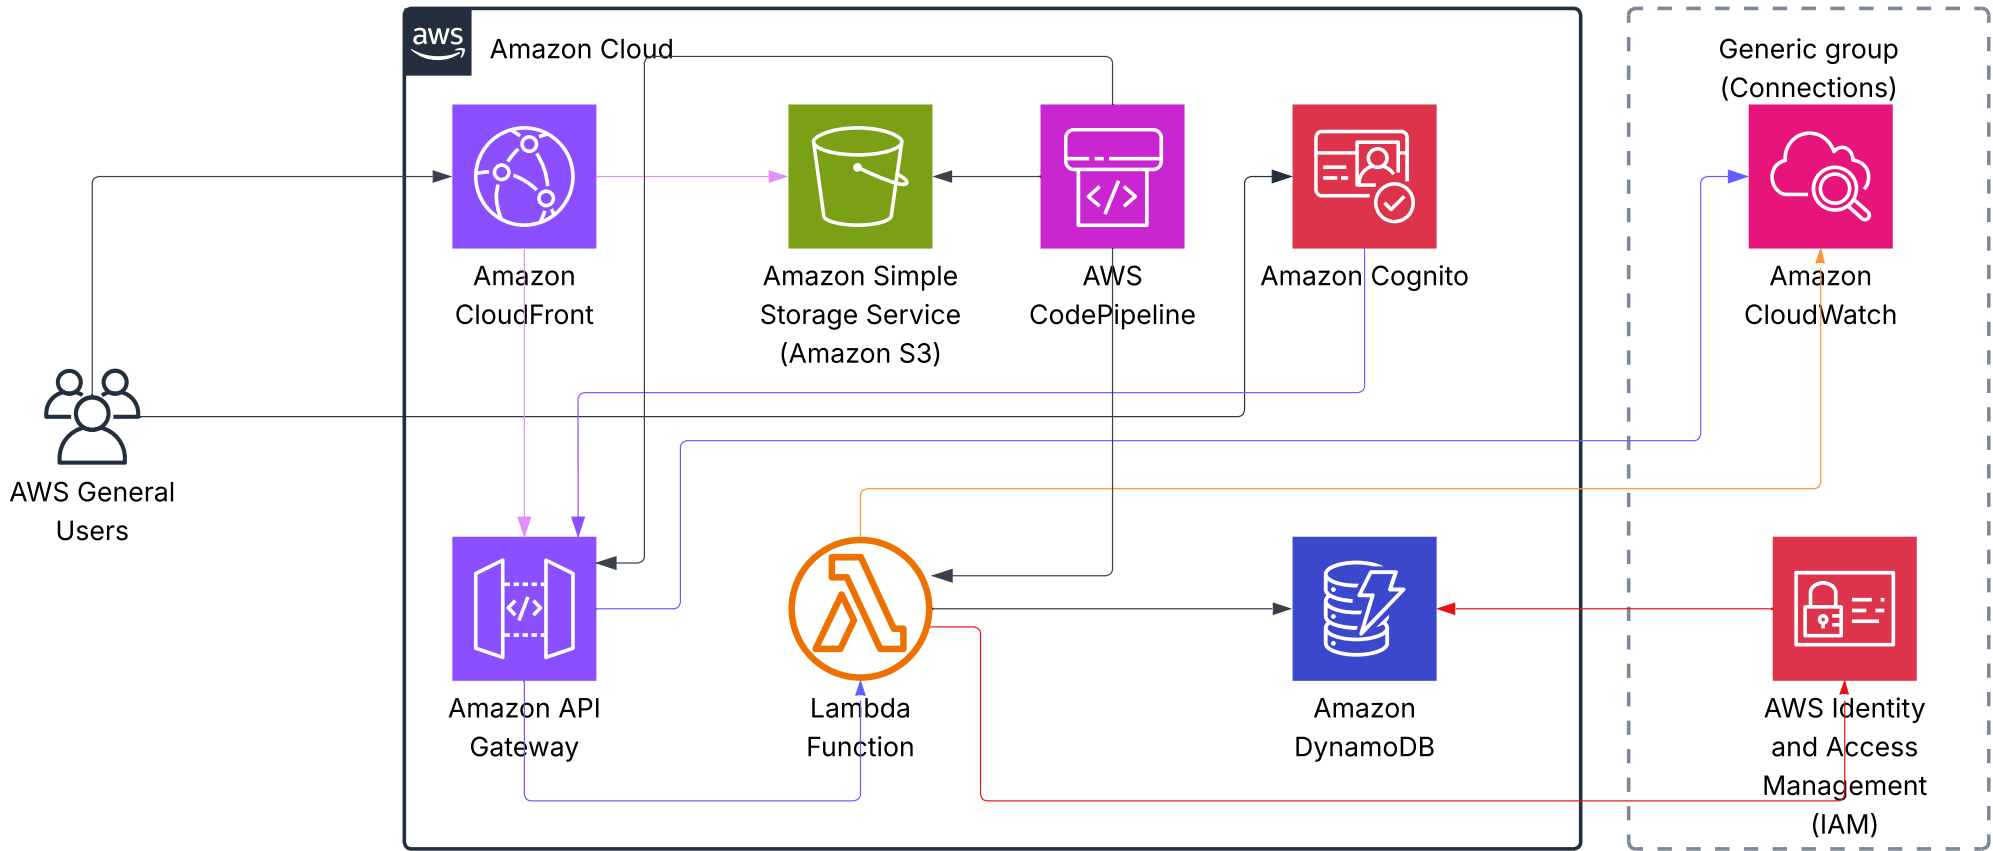 aws
Amazon Cloud
Generic group
(Connections)
Amazon
CloudFront
Amazon Simple
Storage Service
(Amazon S3)
AWS
CodePipeline
Amazon Cognito
Amazon
CloudWatch
AWS General
Users
Amazon API
Gateway
Lambda
Function
Amazon
DynamoDB
AWS Identity
and Access
Management
(IAM)